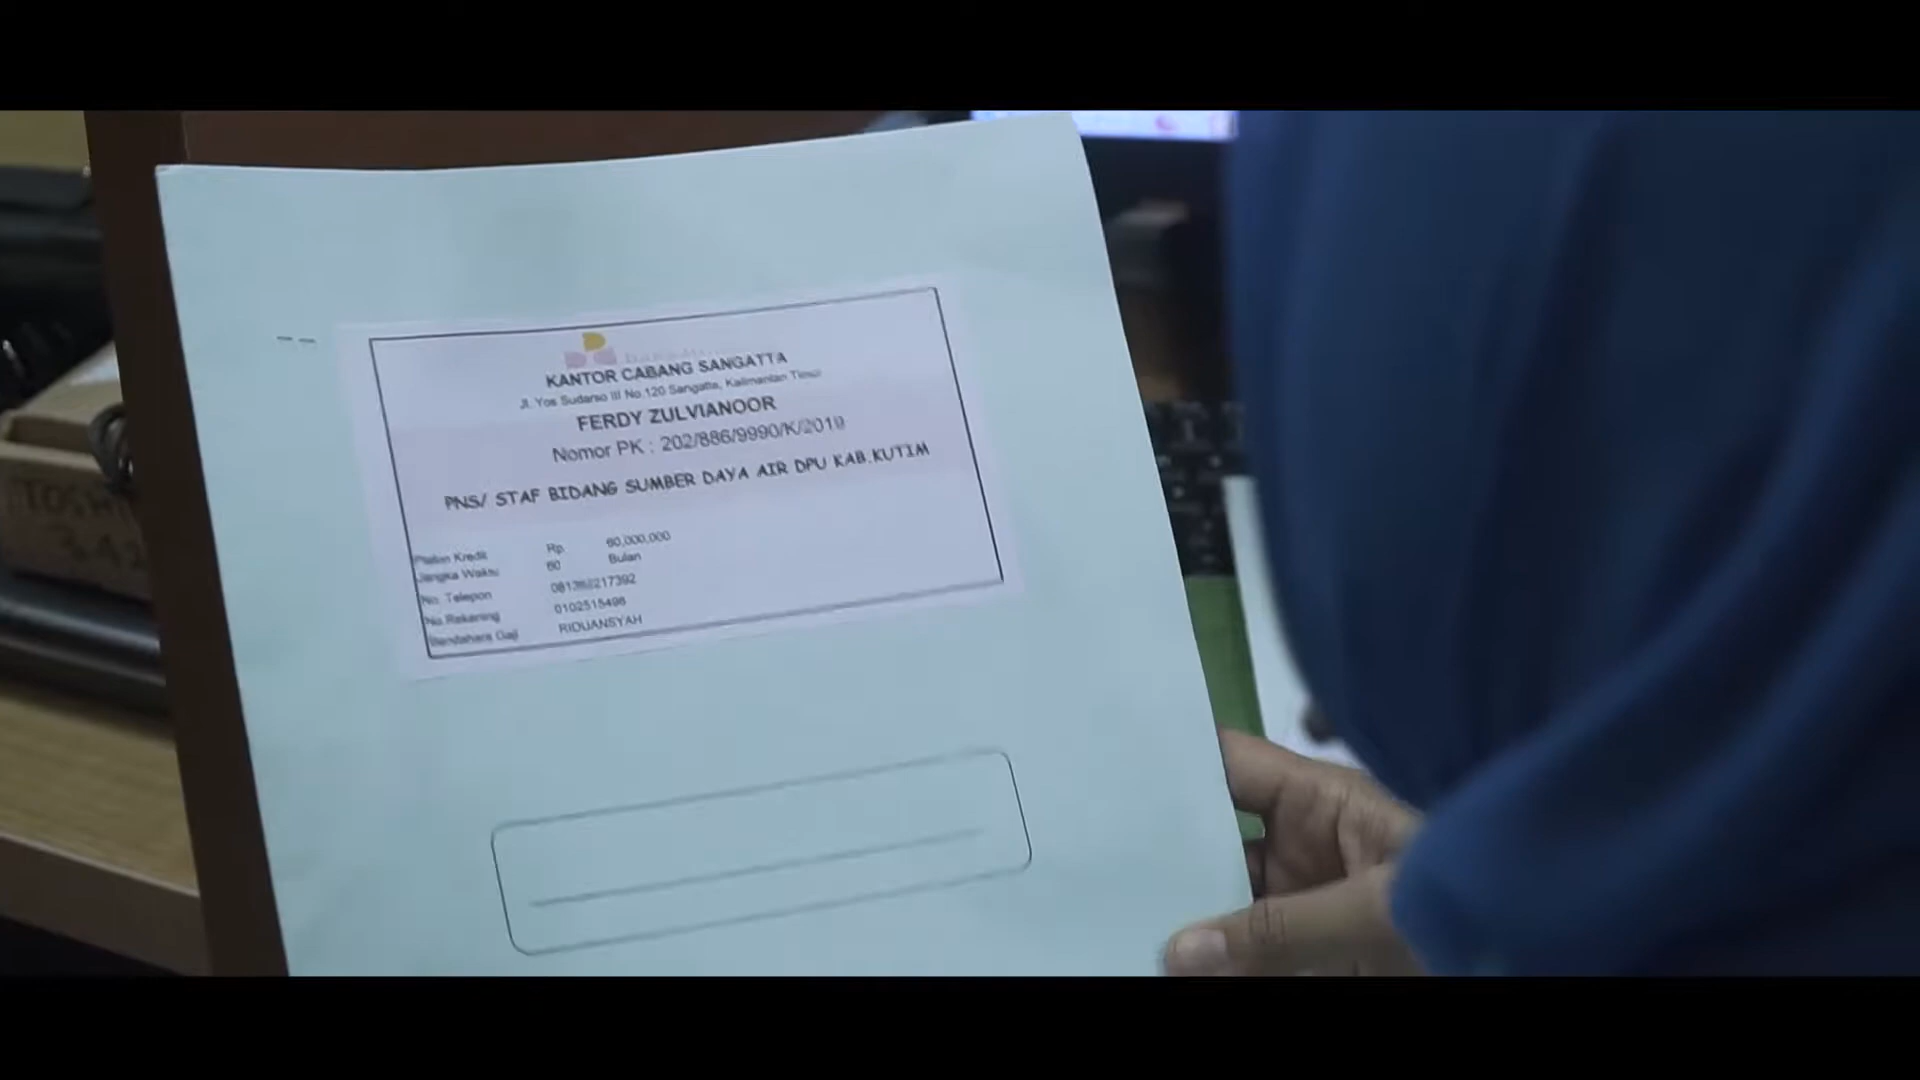 KANTOR CABANG SANGATTA
Jl. Yos Sudarso III No.120 Sangatta, Kalimantan Timur
FERDY ZULVIANOOR
Nomor PK : 202/886/9990/K/2019
PNS/ STAF BIDANG SUMBER DAYA AIR DPU KAB.KUTIM
Plafon Kredit Rp. 60,000,000
Jangka Waktu 60 Bulan
No. Telepon
No.Rekening 0102515498
Bendahara Gaji RIDUANSYAH